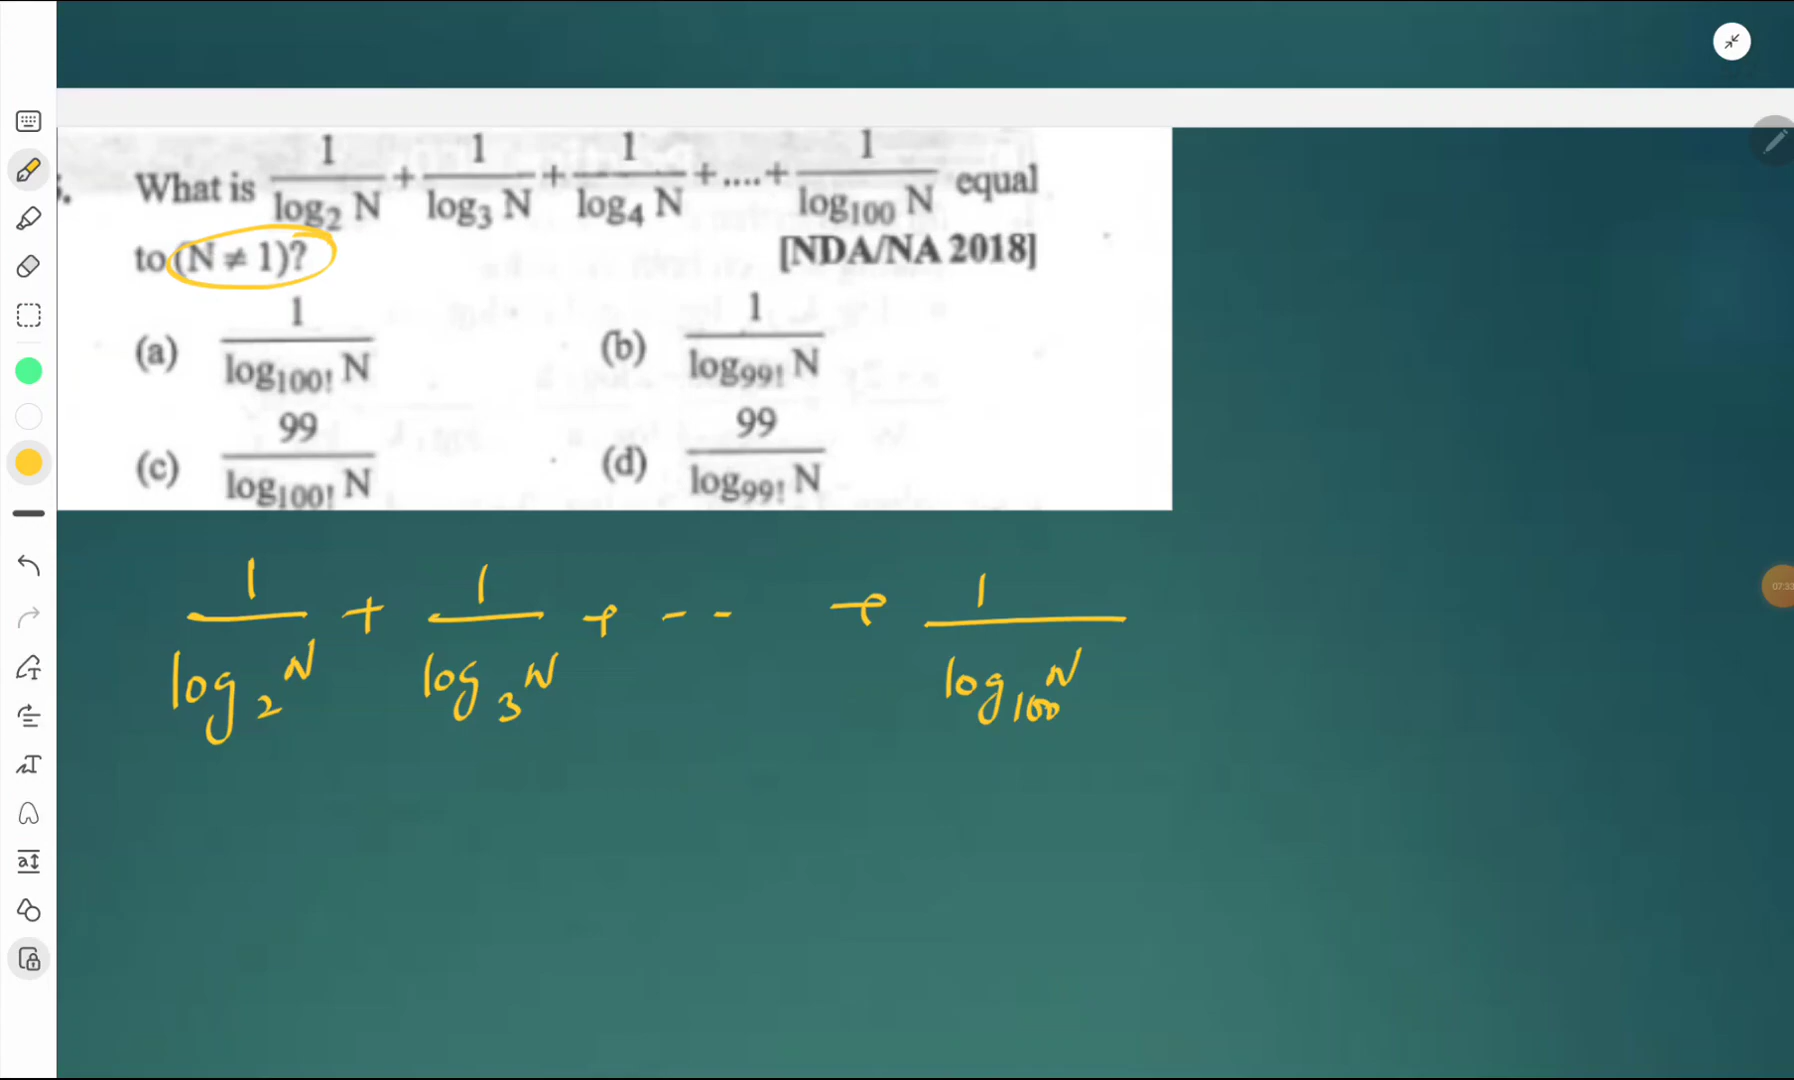 What is 1/log₂ N + 1/log₃ N + 1/log₄ N + .... + 1/log₁₀₀ N equal
to (N ≠ 1)? [NDA/NA 2018]
(a) 1/log₁₀₀! N (b) 1/log₉₉! N
(c) 99/log₁₀₀! N (d) 99/log₉₉! N
1/log₂ N + 1/log₃ N + - - + 1/log₁₀₀ N